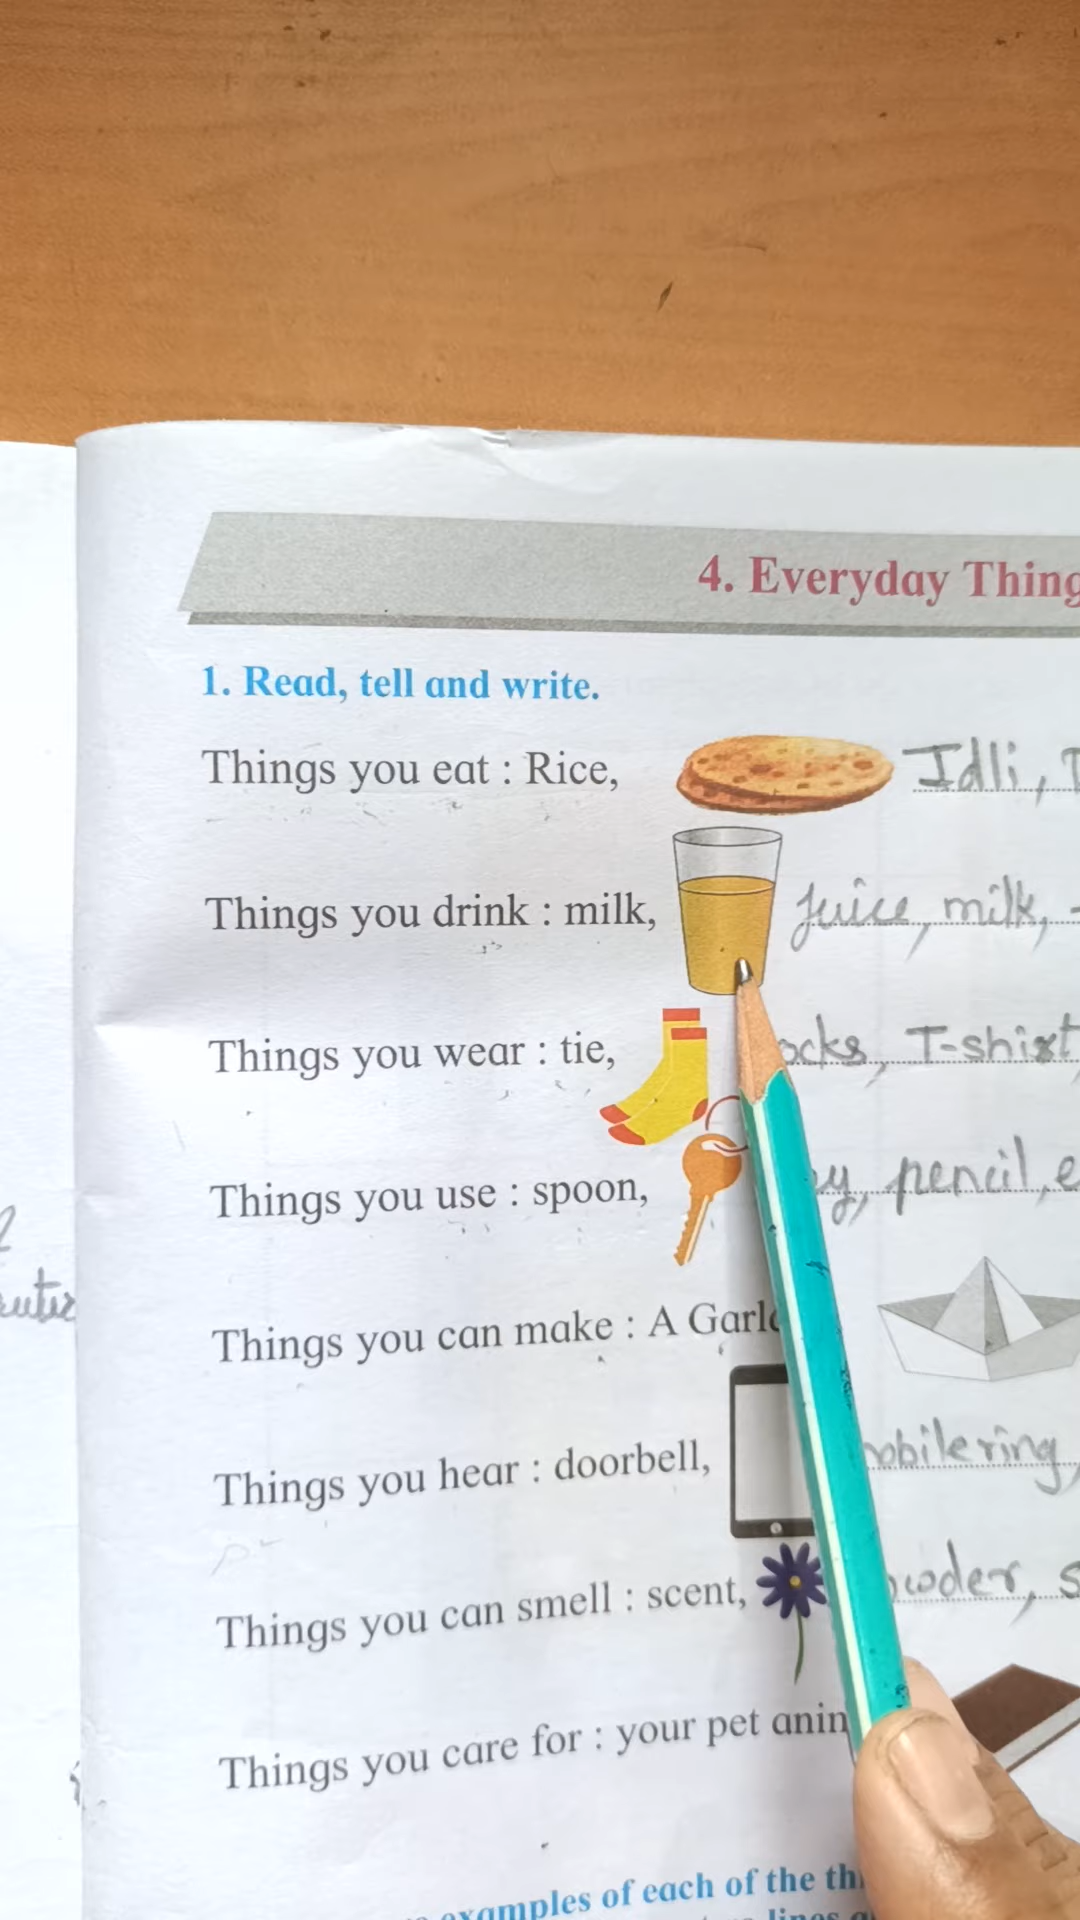 4. Everyday Thing
1. Read, tell and write.
Things you eat : Rice, Idli,
Things you drink : milk, Juice, milk,
Things you wear : tie, ocks, T-shirt,
Things you use : spoon, y, pencil, e
Things you can make : A Garl
Things you hear : doorbell, obile ring,
Things you can smell : scent, owder, s
Things you care for : your pet anim
examples of each of the th
lines